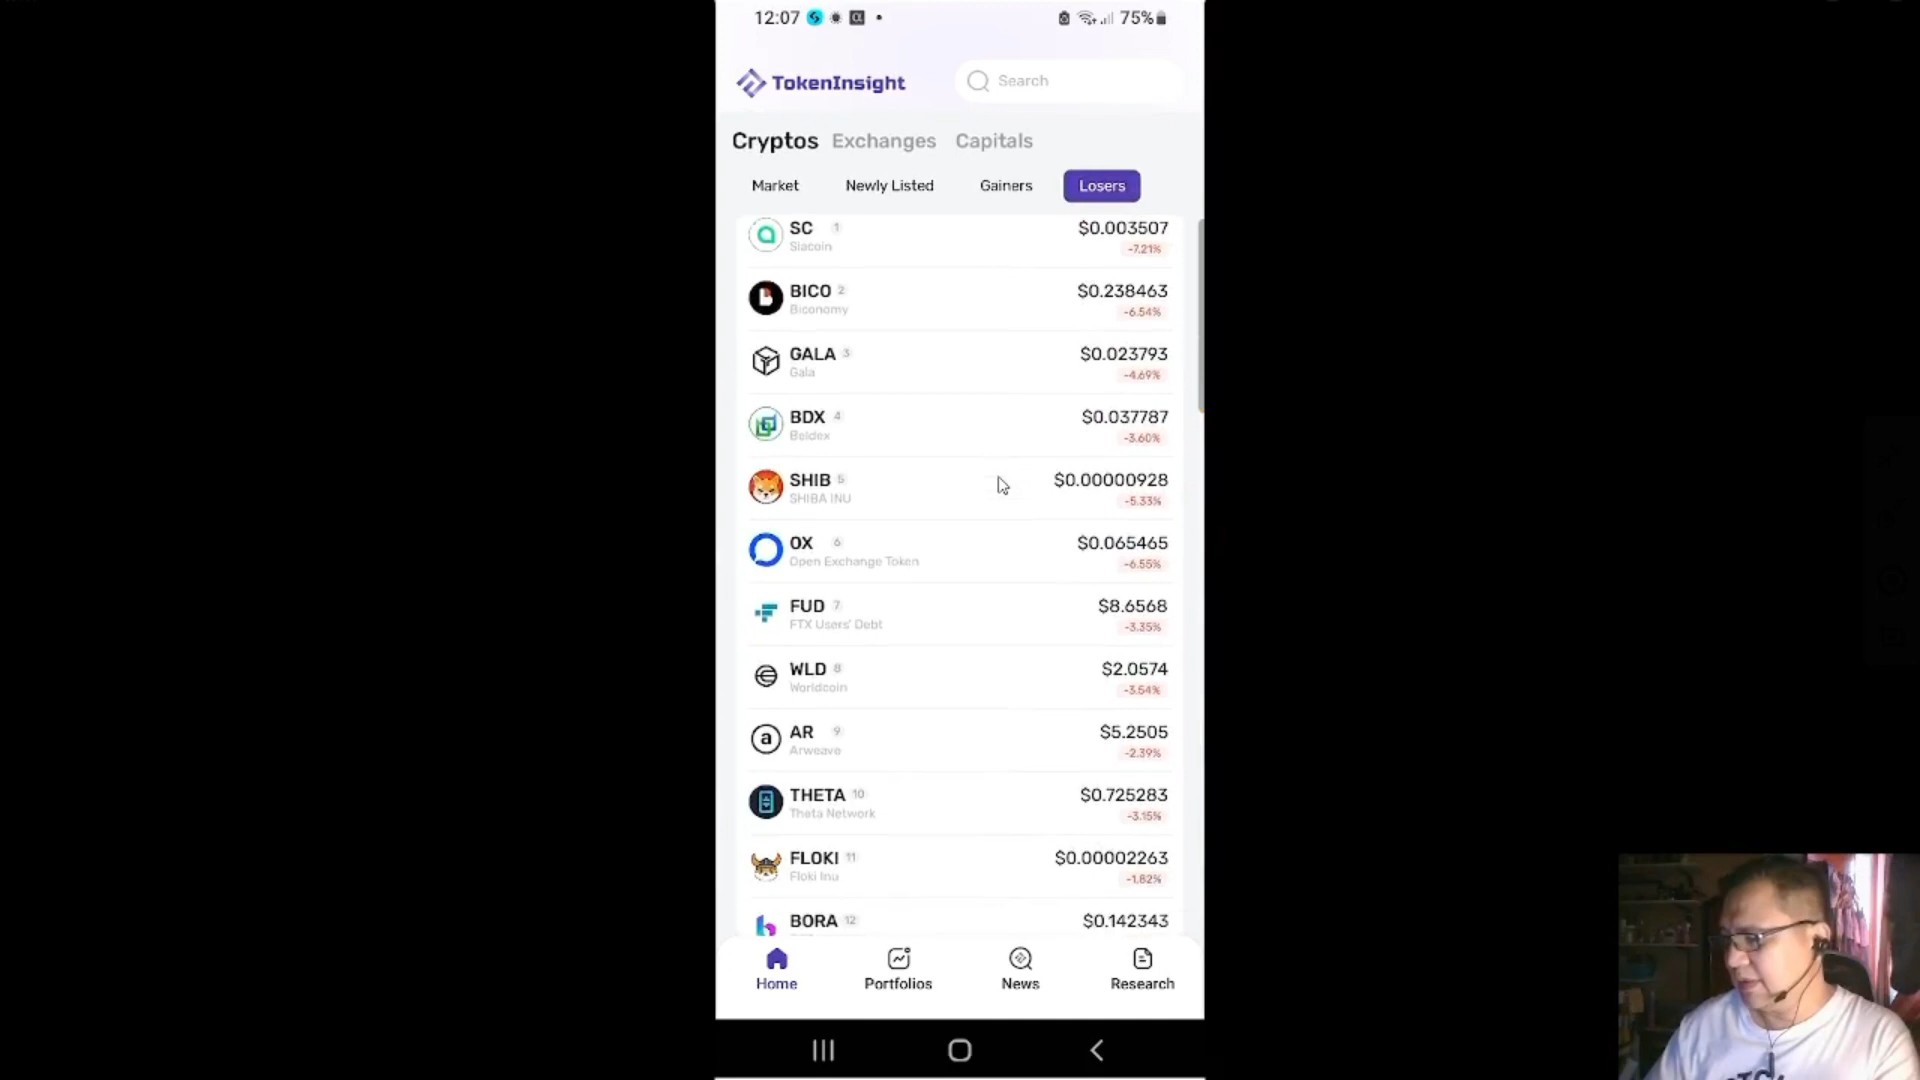 12:07
75%
TokenInsight
Search
Cryptos Exchanges Capitals
Market Newly Listed Gainers Losers
SC 1 $0.003507
Siacoin -7.21%
BICO 2 $0.238463
Biconomy -6.54%
GALA 3 $0.023793
Gala -4.69%
BDX 4 $0.037787
Beldex -3.60%
SHIB 5 $0.00000928
SHIBA INU -5.33%
OX 6 $0.065465
Open Exchange Token -6.55%
FUD 7 $8.6568
FTX Users' Debt -3.35%
WLD 8 $2.0574
Worldcoin -3.54%
AR 9 $5.2505
Arweave -2.39%
THETA 10 $0.725283
Theta Network -3.15%
FLOKI 11 $0.00002263
Floki Inu -1.82%
BORA 12 $0.142343
Home Portfolios News Research